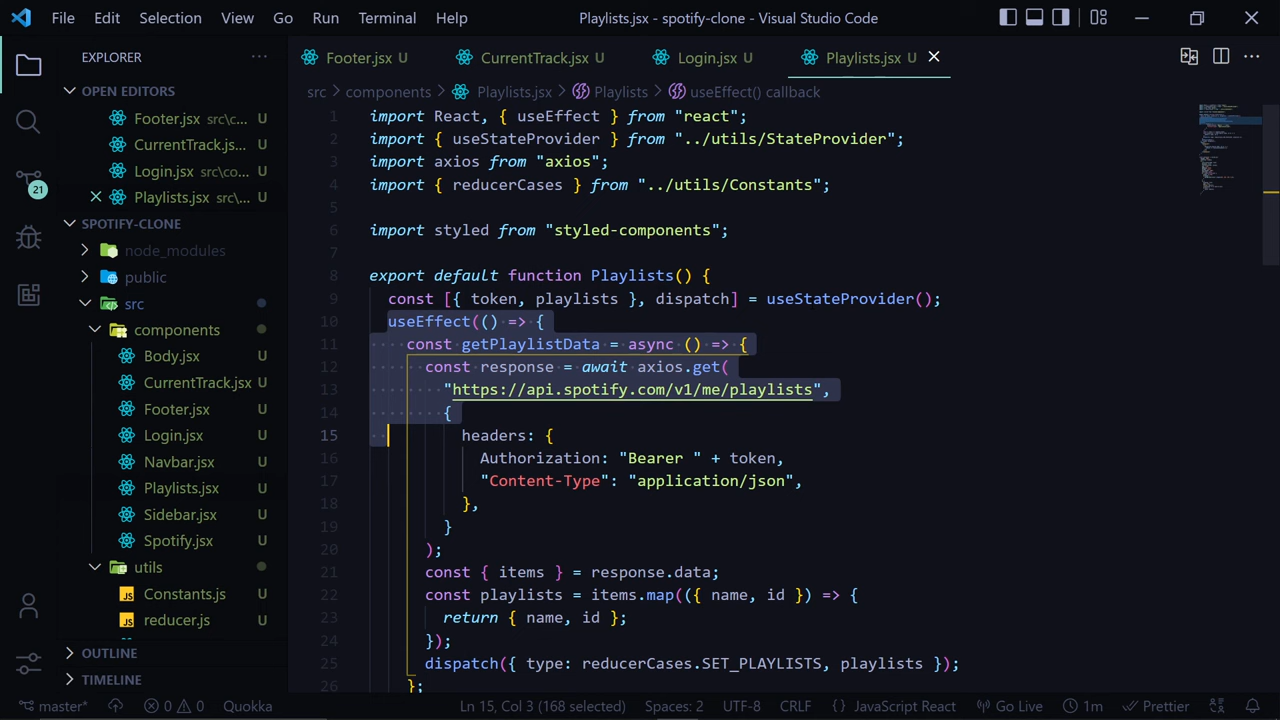 File Edit Selection View Go Run Terminal Help Playlists.jsx - spotify-clone - Visual Studio Code
EXPLORER
Footer.jsx U CurrentTrack.jsx U Login.jsx U Playlists.jsx U
OPEN EDITORS
Footer.jsx src\c... U
CurrentTrack.js... U
Login.jsx src\co... U
Playlists.jsx src\... U
SPOTIFY-CLONE
node_modules
public
src
components
Body.jsx U
CurrentTrack.jsx U
Footer.jsx U
Login.jsx U
Navbar.jsx U
Playlists.jsx U
Sidebar.jsx U
Spotify.jsx U
utils
JS Constants.js U
JS reducer.js U
OUTLINE
TIMELINE
21
src > components > Playlists.jsx > Playlists > useEffect() callback
1 import React, { useEffect } from "react";
2 import { useStateProvider } from "../utils/StateProvider";
3 import axios from "axios";
4 import { reducerCases } from "../utils/Constants";
5
6 import styled from "styled-components";
7
8 export default function Playlists() {
9 const [{ token, playlists }, dispatch] = useStateProvider();
10 useEffect(() => {
11 const getPlaylistData = async () => {
12 const response = await axios.get(
13 "https://api.spotify.com/v1/me/playlists",
14 {
15 headers: {
16 Authorization: "Bearer " + token,
17 "Content-Type": "application/json",
18 },
19 }
20 );
21 const { items } = response.data;
22 const playlists = items.map(({ name, id }) => {
23 return { name, id };
24 });
25 dispatch({ type: reducerCases.SET_PLAYLISTS, playlists });
26 };
master* 0 0 Quokka Ln 15, Col 3 (168 selected) Spaces: 2 UTF-8 CRLF {} JavaScript React Go Live 1m Prettier